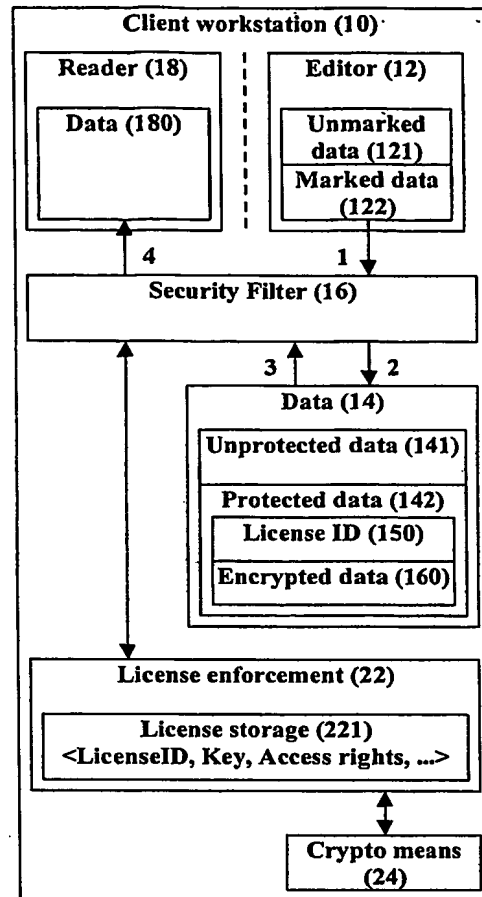 Client workstation (10)
Reader (18)
Data (180)
Editor (12)
Unmarked
data (121)
Marked data
(122)
4
1
Security Filter (16)
3
2
Data (14)
Unprotected data (141)
Protected data (142)
License ID (150)
Encrypted data (160)
License enforcement (22)
License storage (221)
<LicenseID, Key, Access rights, ...>
Crypto means
(24)